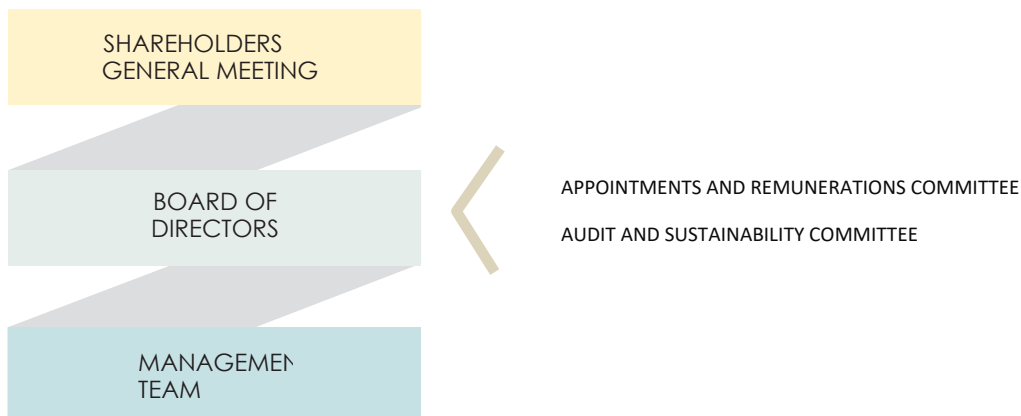 SHAREHOLDERS
GENERAL MEETING
BOARD OF
DIRECTORS
APPOINTMENTS AND REMUNERATIONS COMMITTEE
AUDIT AND SUSTAINABILITY COMMITTEE
MANAGEMEN
TEAM